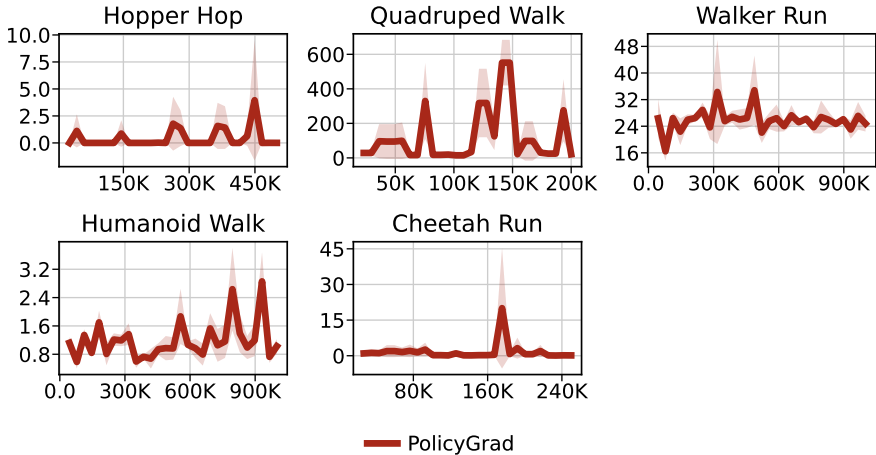 Hopper Hop
10.0
7.5
5.0
2.5
0.0
150K 300K 450K
Quadruped Walk
600
400
200
0
50K 100K 150K 200K
Walker Run
48
40
32
24
16
0.0 300K 600K 900K
Humanoid Walk
3.2
2.4
1.6
0.8
0.0 300K 600K 900K
Cheetah Run
45
30
15
0
80K 160K 240K
PolicyGrad